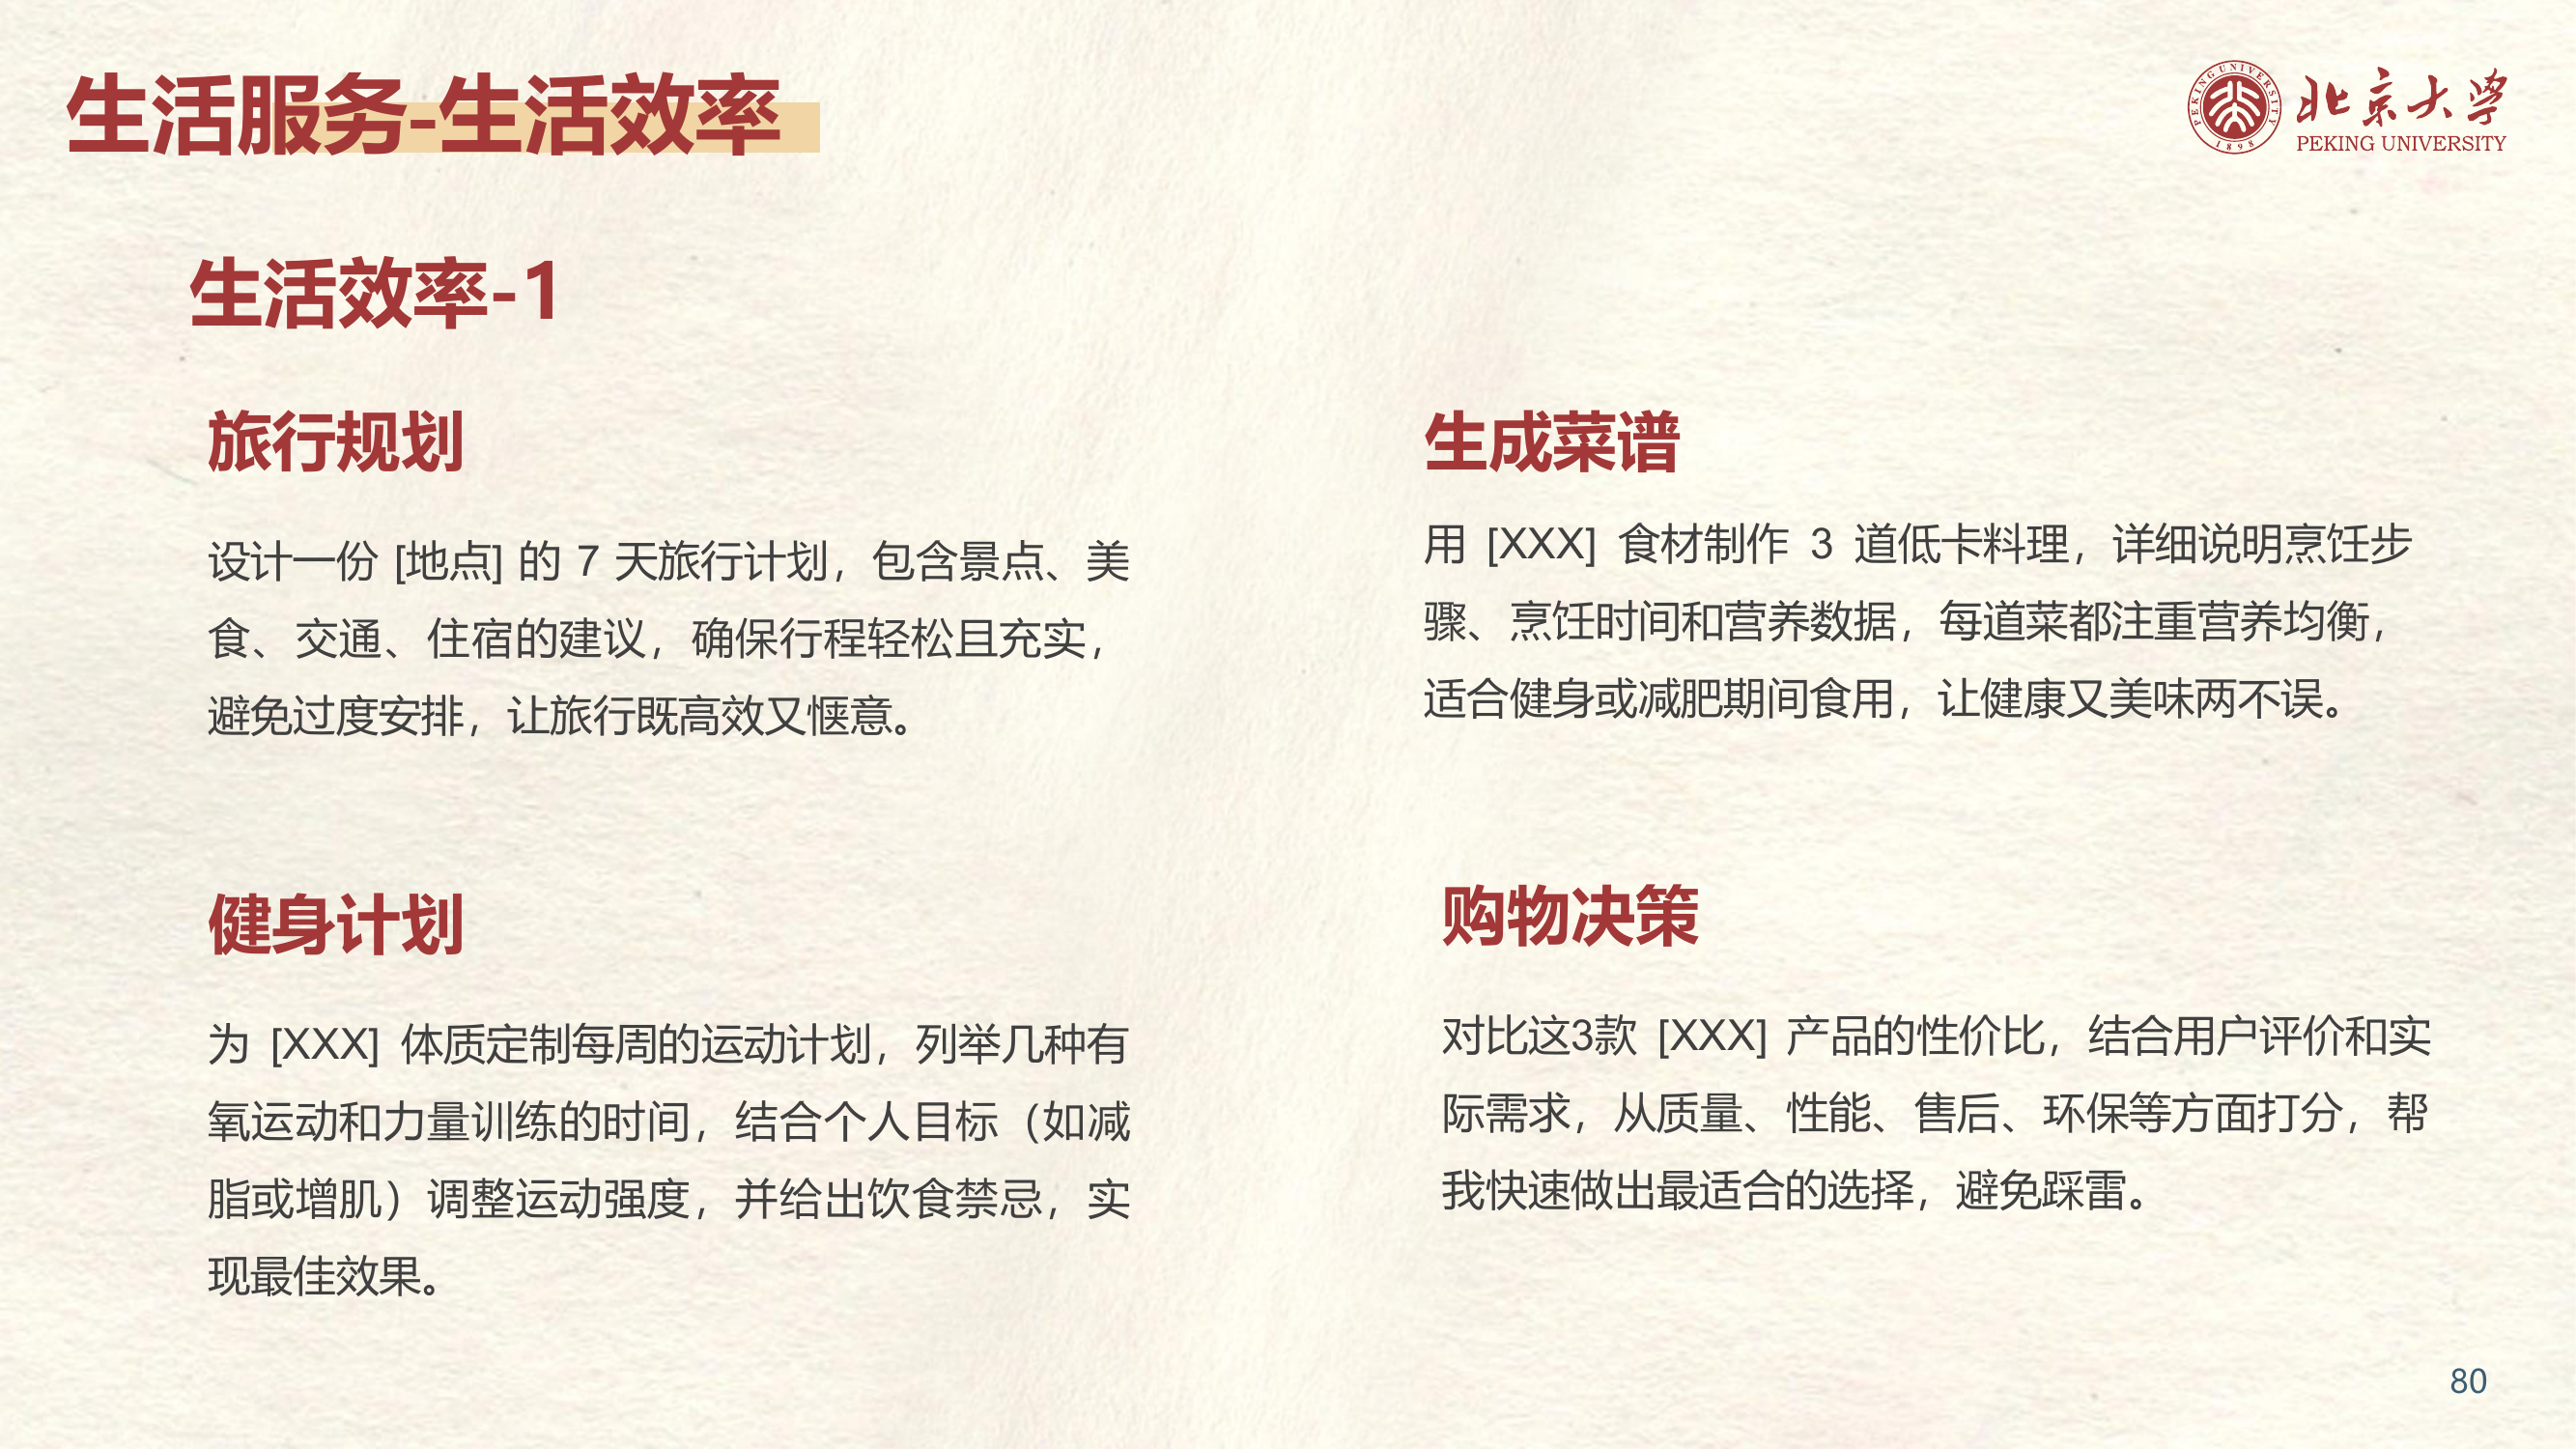 生活服务-生活效率
PEKING UNIVERSITY
1898
北京大学
PEKING UNIVERSITY
生活效率-1
旅行规划
设计一份 [地点] 的 7 天旅行计划，包含景点、美
食、交通、住宿的建议，确保行程轻松且充实，
避免过度安排，让旅行既高效又惬意。
生成菜谱
用 [XXX] 食材制作 3 道低卡料理，详细说明烹饪步
骤、烹饪时间和营养数据，每道菜都注重营养均衡，
适合健身或减肥期间食用，让健康又美味两不误。
健身计划
为 [XXX] 体质定制每周的运动计划，列举几种有
氧运动和力量训练的时间，结合个人目标（如减
脂或增肌）调整运动强度，并给出饮食禁忌，实
现最佳效果。
购物决策
对比这3款 [XXX] 产品的性价比，结合用户评价和实
际需求，从质量、性能、售后、环保等方面打分，帮
我快速做出最适合的选择，避免踩雷。
80